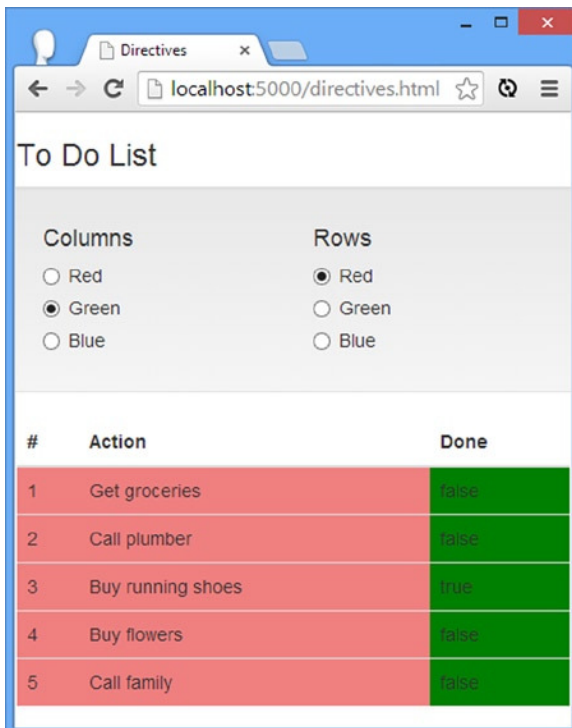 Directives
localhost:5000/directives.html
To Do List
Columns Rows
Red Red
Green Green
Blue Blue
# Action Done
1 Get groceries false
2 Call plumber false
3 Buy running shoes true
4 Buy flowers false
5 Call family false